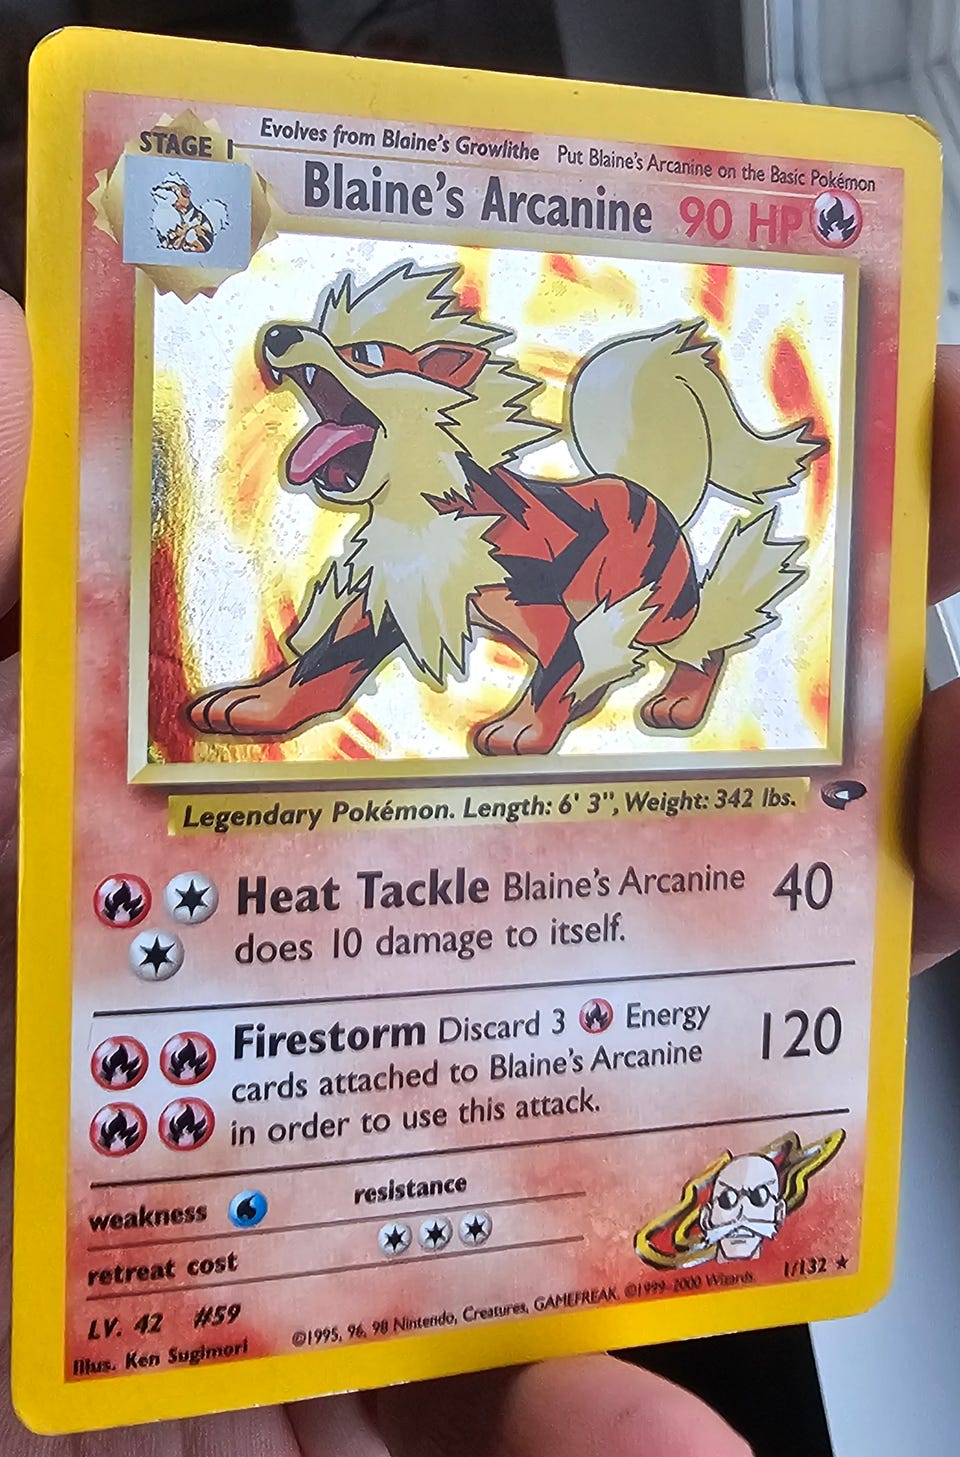 STAGE 1 Evolves from Blaine's Growlithe Put Blaine's Arcanine on the Basic Pokémon
Blaine's Arcanine 90 HP
Legendary Pokémon. Length: 6' 3", Weight: 342 lbs.
Heat Tackle Blaine's Arcanine 40
does 10 damage to itself.
Firestorm Discard 3 Energy 120
cards attached to Blaine's Arcanine
in order to use this attack.
weakness resistance
retreat cost
1/132 ★
LV. 42 #59
©1995, 96, 98 Nintendo, Creatures, GAMEFREAK. ©1999-2000 Wizards.
Illus. Ken Sugimori